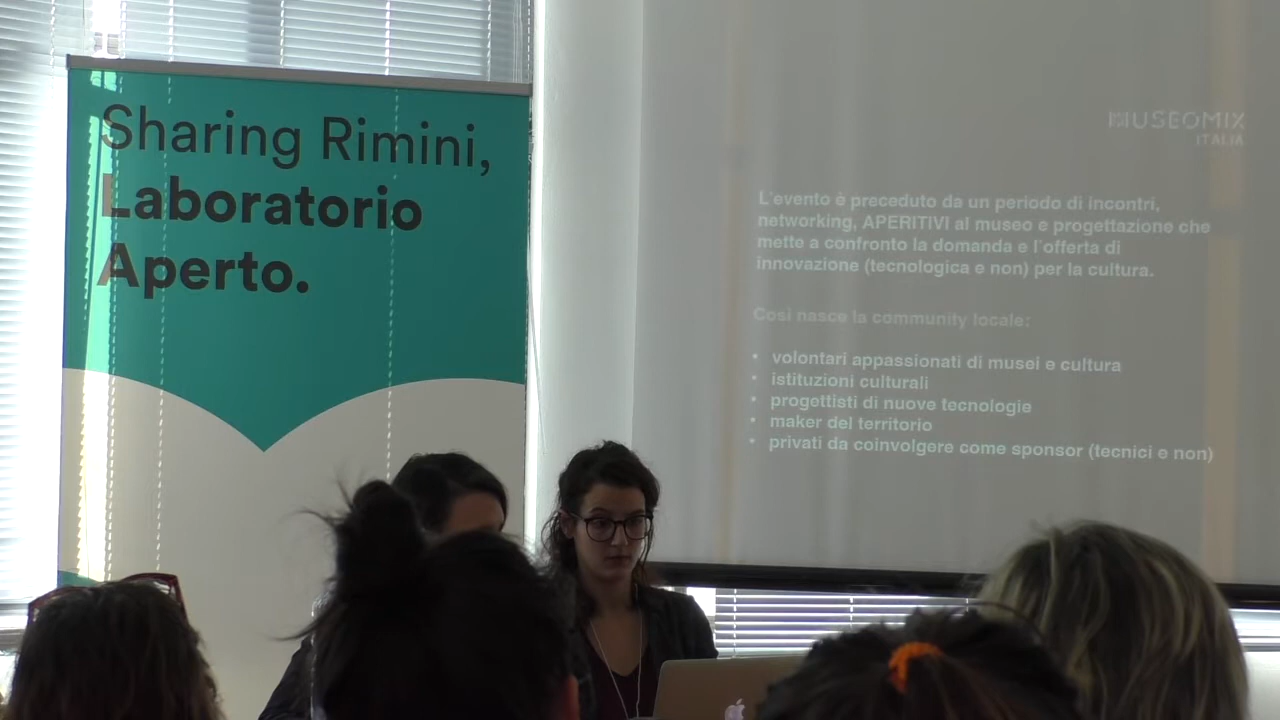 Sharing Rimini,
Laboratorio
Aperto.
MUSEOMIX
ITALIA
L'evento è preceduto da un periodo di incontri,
networking, APERITIVI al museo e progettazione che
mette a confronto la domanda e l'offerta di
innovazione (tecnologica e non) per la cultura.
Così nasce la community locale:
• volontari appassionati di musei e cultura
• istituzioni culturali
• progettisti di nuove tecnologie
• maker del territorio
• privati da coinvolgere come sponsor (tecnici e non)